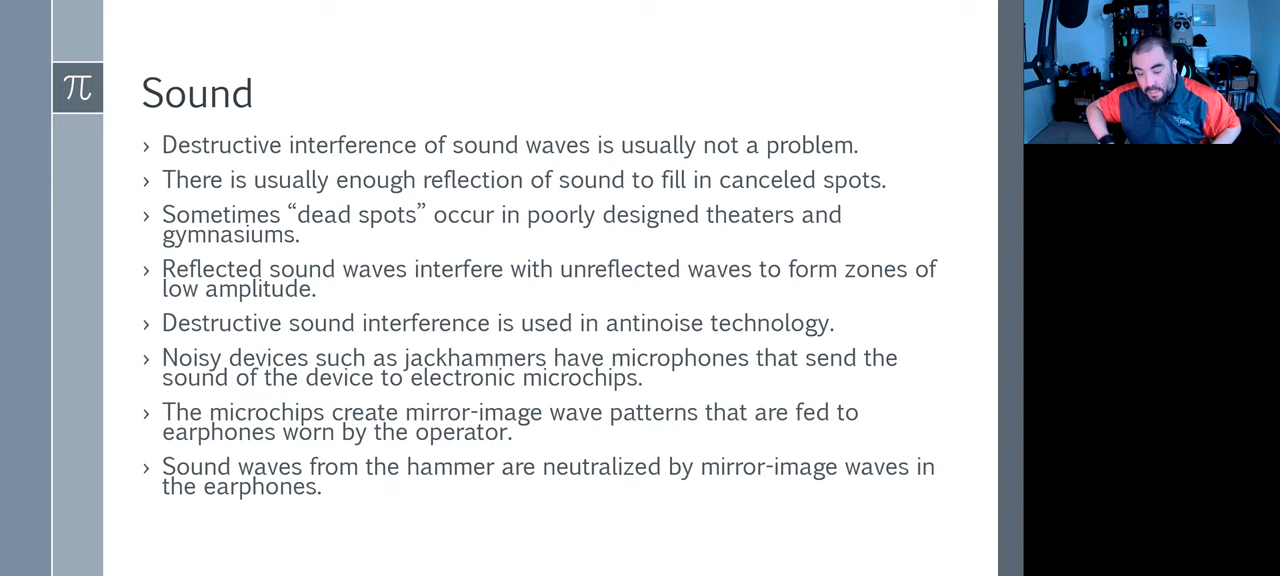 π
Sound
› Destructive interference of sound waves is usually not a problem.
› There is usually enough reflection of sound to fill in canceled spots.
› Sometimes “dead spots” occur in poorly designed theaters and
gymnasiums.
› Reflected sound waves interfere with unreflected waves to form zones of
low amplitude.
› Destructive sound interference is used in antinoise technology.
› Noisy devices such as jackhammers have microphones that send the
sound of the device to electronic microchips.
› The microchips create mirror-image wave patterns that are fed to
earphones worn by the operator.
› Sound waves from the hammer are neutralized by mirror-image waves in
the earphones.